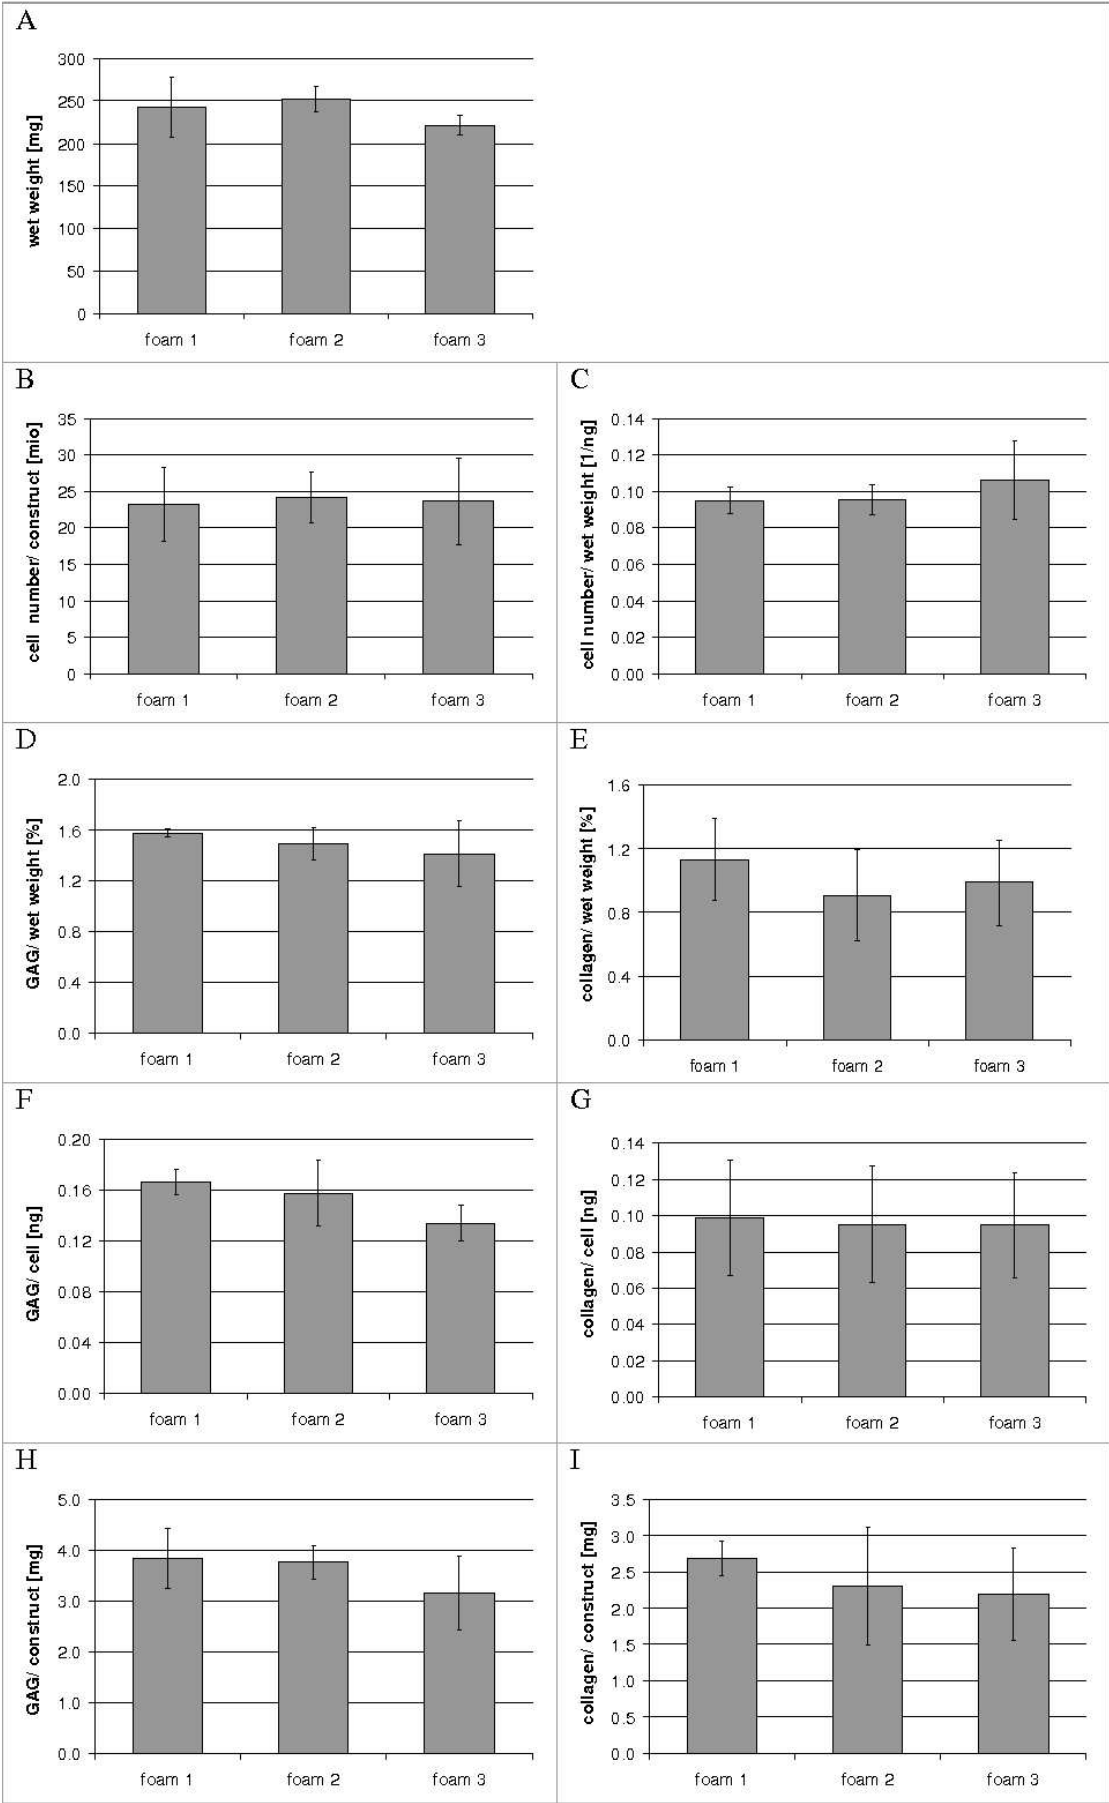 A
wet weight [mg]
300
250
200
150
100
50
0
foam 1 foam 2 foam 3
B
cell number/ construct [mio]
35
30
25
20
15
10
5
0
foam 1 foam 2 foam 3
C
cell number/ wet weight [1/ng]
0.14
0.12
0.10
0.08
0.06
0.04
0.02
0.00
foam 1 foam 2 foam 3
D
GAG/ wet weight [%]
2.0
1.6
1.2
0.8
0.4
0.0
foam 1 foam 2 foam 3
E
collagen/ wet weight [%]
1.6
1.2
0.8
0.4
0.0
foam 1 foam 2 foam 3
F
GAG/ cell [ng]
0.20
0.16
0.12
0.08
0.04
0.00
foam 1 foam 2 foam 3
G
collagen/ cell [ng]
0.14
0.12
0.10
0.08
0.06
0.04
0.02
0.00
foam 1 foam 2 foam 3
H
GAG/ construct [mg]
5.0
4.0
3.0
2.0
1.0
0.0
foam 1 foam 2 foam 3
I
collagen/ construct [mg]
3.5
3.0
2.5
2.0
1.5
1.0
0.5
0.0
foam 1 foam 2 foam 3